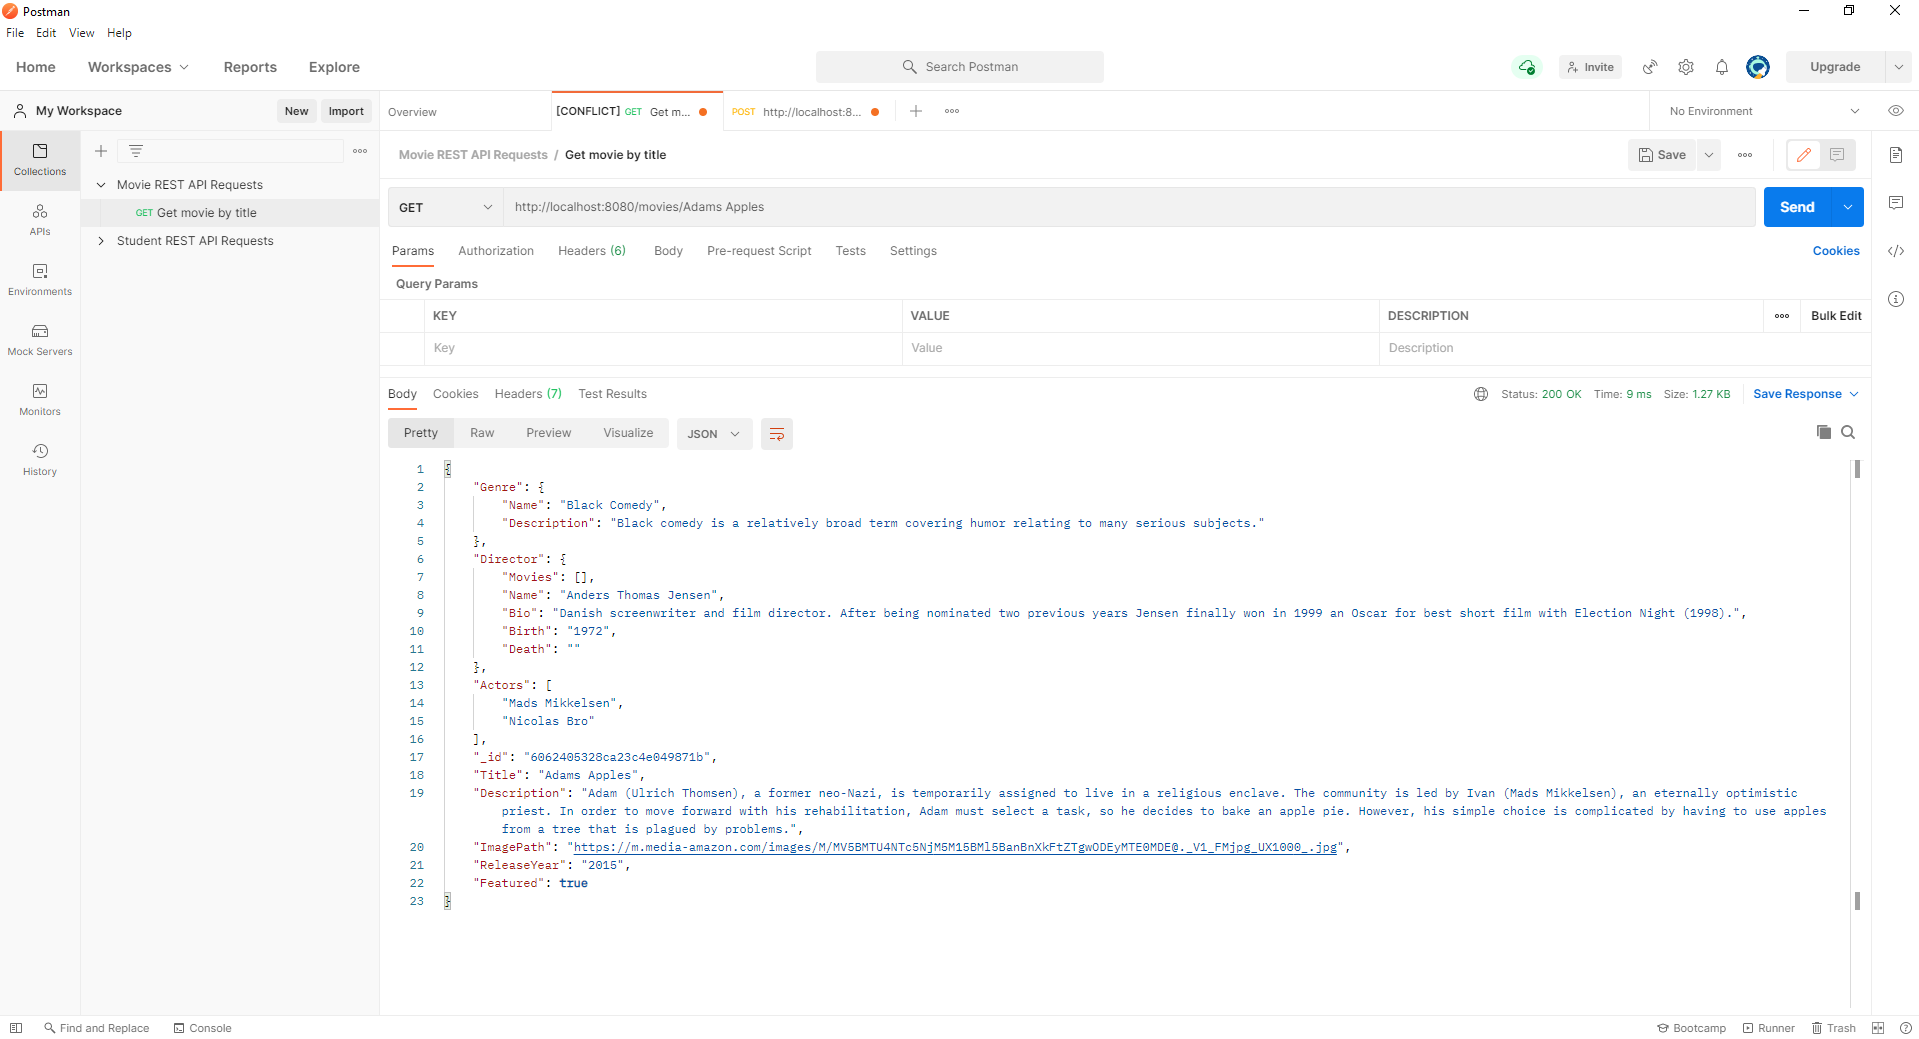 Postman
File Edit View Help
Home Workspaces Reports Explore Search Postman Invite Upgrade
My Workspace New Import Overview [CONFLICT] GET Get m... POST http://localhost:8... No Environment
Collections
APIs
Environments
Mock Servers
Monitors
History
Movie REST API Requests
GET Get movie by title
Student REST API Requests
Movie REST API Requests / Get movie by title Save
GET http://localhost:8080/movies/Adams Apples Send
Params Authorization Headers (6) Body Pre-request Script Tests Settings Cookies
Query Params
KEY VALUE DESCRIPTION Bulk Edit
Key Value Description
Body Cookies Headers (7) Test Results Status: 200 OK Time: 9 ms Size: 1.27 KB Save Response
Pretty Raw Preview Visualize JSON
1 {
2 "Genre": {
3 "Name": "Black Comedy",
4 "Description": "Black comedy is a relatively broad term covering humor relating to many serious subjects."
5 },
6 "Director": {
7 "Movies": [],
8 "Name": "Anders Thomas Jensen",
9 "Bio": "Danish screenwriter and film director. After being nominated two previous years Jensen finally won in 1999 an Oscar for best short film with Election Night (1998).",
10 "Birth": "1972",
11 "Death": ""
12 },
13 "Actors": [
14 "Mads Mikkelsen",
15 "Nicolas Bro"
16 ],
17 "_id": "6062405328ca23c4e049871b",
18 "Title": "Adams Apples",
19 "Description": "Adam (Ulrich Thomsen), a former neo-Nazi, is temporarily assigned to live in a religious enclave. The community is led by Ivan (Mads Mikkelsen), an eternally optimistic
priest. In order to move forward with his rehabilitation, Adam must select a task, so he decides to bake an apple pie. However, his simple choice is complicated by having to use apples
from a tree that is plagued by problems.",
20 "ImagePath": "https://m.media-amazon.com/images/M/MV5BMTU4NTc5NjM5M15BMl5BanBnXkFtZTgwODEyMTE0MDE@._V1_FMjpg_UX1000_.jpg",
21 "ReleaseYear": "2015",
22 "Featured": true
23 }
Find and Replace Console Bootcamp Runner Trash